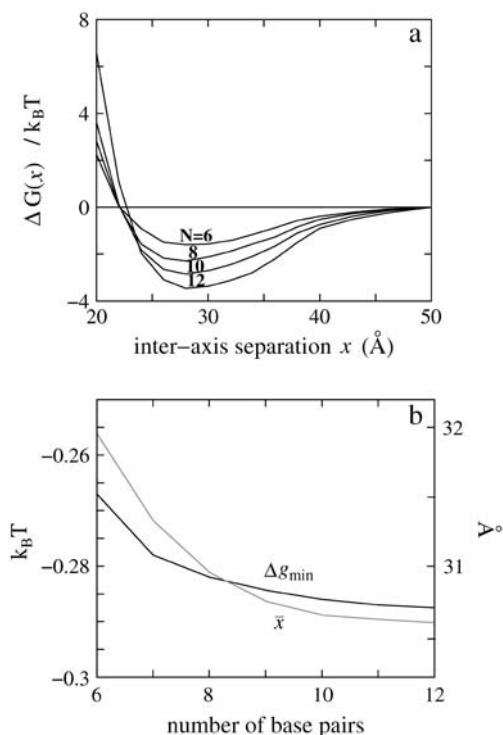 a
8
4
0
−4
ΔG(x) / k_BT
N=6
8
10
12
20 30 40 50
inter−axis separation x (Å)
b
−0.26
−0.28
−0.3
k_BT
32
31
Å
Δg_min
x̄
6 8 10 12
number of base pairs